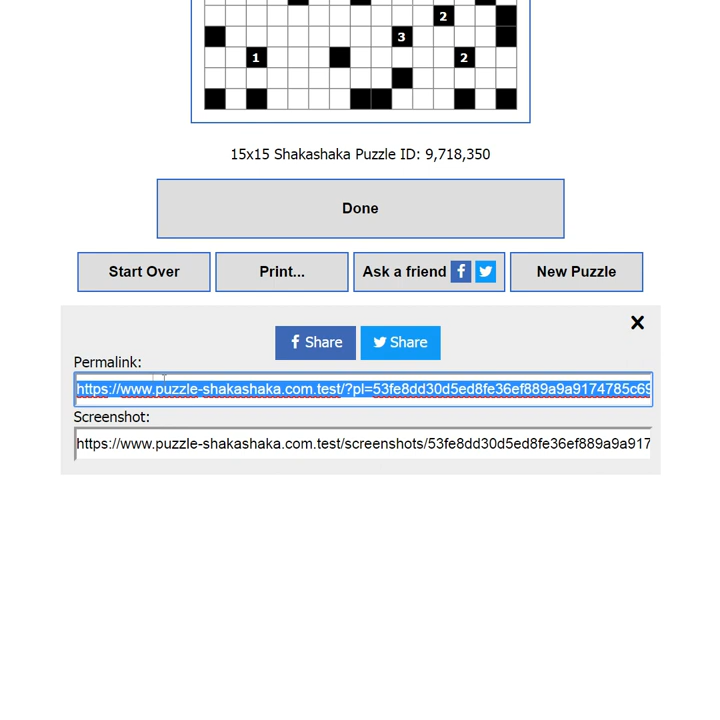 2
3
1 2
15x15 Shakashaka Puzzle ID: 9,718,350
Done
Start Over Print... Ask a friend New Puzzle
Share Share
Permalink:
https://www.puzzle-shakashaka.com.test/?pl=53fe8dd30d5ed8fe36ef889a9a9174785c69
Screenshot:
https://www.puzzle-shakashaka.com.test/screenshots/53fe8dd30d5ed8fe36ef889a9a917